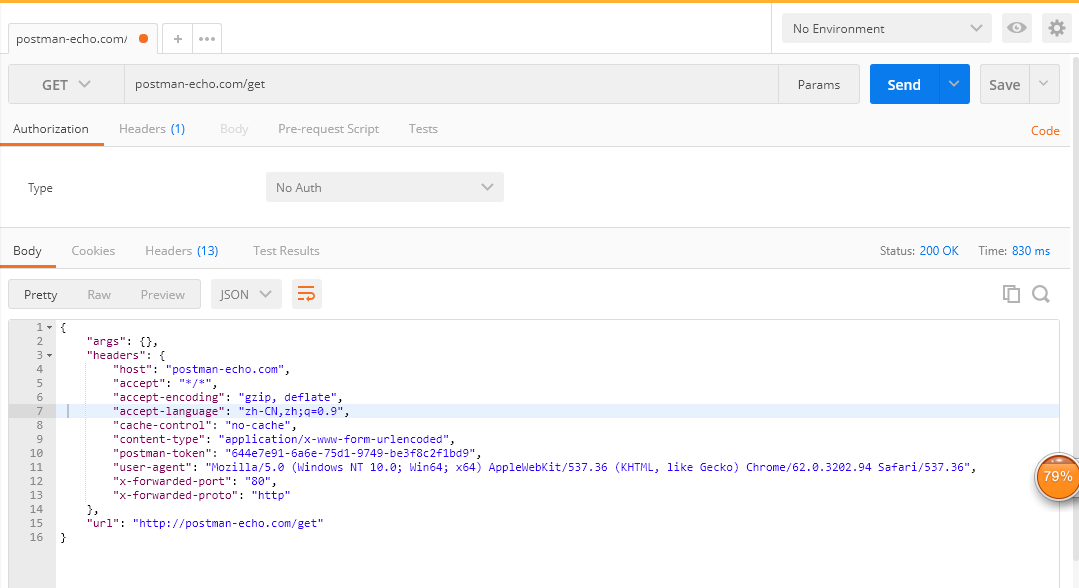 postman-echo.com/
No Environment
GET postman-echo.com/get Params Send Save
Authorization Headers (1) Body Pre-request Script Tests Code
Type No Auth
Body Cookies Headers (13) Test Results Status: 200 OK Time: 830 ms
Pretty Raw Preview JSON
1 {
2 "args": {},
3 "headers": {
4 "host": "postman-echo.com",
5 "accept": "*/*",
6 "accept-encoding": "gzip, deflate",
7 "accept-language": "zh-CN,zh;q=0.9",
8 "cache-control": "no-cache",
9 "content-type": "application/x-www-form-urlencoded",
10 "postman-token": "644e7e91-6a6e-75d1-9749-be3f8c2f1bd9",
11 "user-agent": "Mozilla/5.0 (Windows NT 10.0; Win64; x64) AppleWebKit/537.36 (KHTML, like Gecko) Chrome/62.0.3202.94 Safari/537.36",
12 "x-forwarded-port": "80",
13 "x-forwarded-proto": "http"
14 },
15 "url": "http://postman-echo.com/get"
16 }
79%